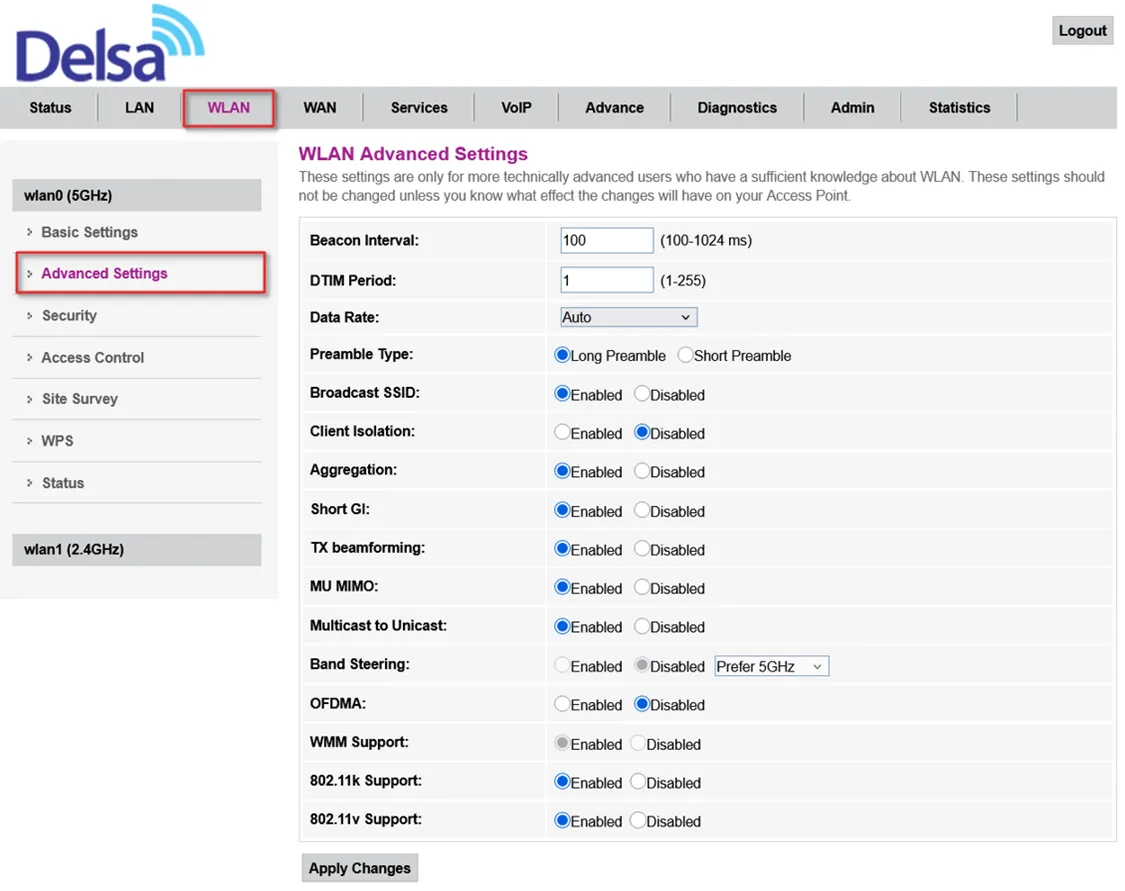 Delsa
Logout
Status LAN WLAN WAN Services VoIP Advance Diagnostics Admin Statistics
wlan0 (5GHz)
Basic Settings
Advanced Settings
Security
Access Control
Site Survey
WPS
Status
wlan1 (2.4GHz)
WLAN Advanced Settings
These settings are only for more technically advanced users who have a sufficient knowledge about WLAN. These settings should
not be changed unless you know what effect the changes will have on your Access Point.
Beacon Interval: 100 (100-1024 ms)
DTIM Period: 1 (1-255)
Data Rate: Auto
Preamble Type: Long Preamble Short Preamble
Broadcast SSID: Enabled Disabled
Client Isolation: Enabled Disabled
Aggregation: Enabled Disabled
Short GI: Enabled Disabled
TX beamforming: Enabled Disabled
MU MIMO: Enabled Disabled
Multicast to Unicast: Enabled Disabled
Band Steering: Enabled Disabled Prefer 5GHz
OFDMA: Enabled Disabled
WMM Support: Enabled Disabled
802.11k Support: Enabled Disabled
802.11v Support: Enabled Disabled
Apply Changes